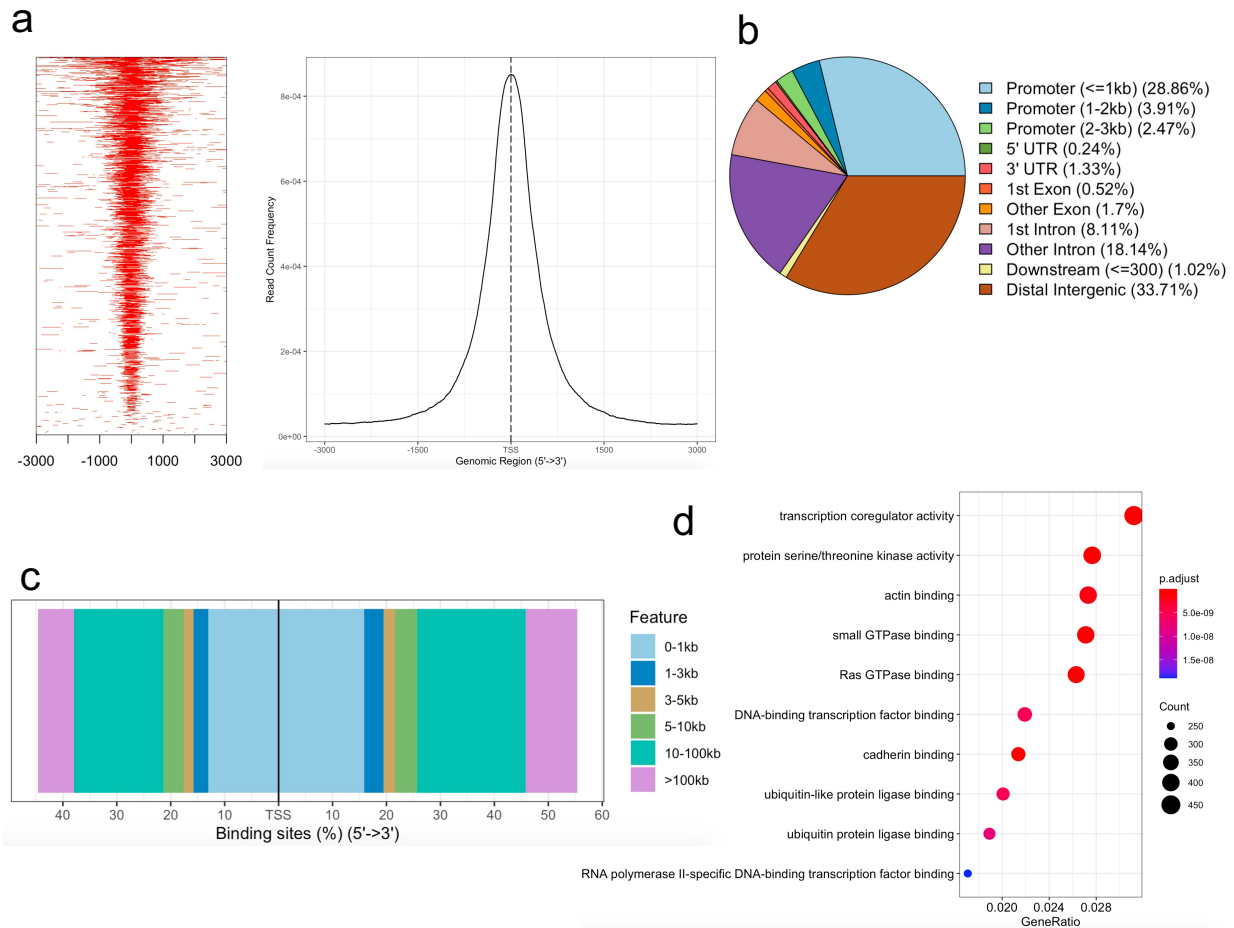 a
-3000 -1000 1000 3000
Read Count Frequency
8e-04
6e-04
4e-04
2e-04
0e+00
-3000 -1500 TSS 1500 3000
Genomic Region (5'->3')
b
Promoter (<=1kb) (28.86%)
Promoter (1-2kb) (3.91%)
Promoter (2-3kb) (2.47%)
5' UTR (0.24%)
3' UTR (1.33%)
1st Exon (0.52%)
Other Exon (1.7%)
1st Intron (8.11%)
Other Intron (18.14%)
Downstream (<=300) (1.02%)
Distal Intergenic (33.71%)
c
40 30 20 10 TSS 10 20 30 40 50 60
Binding sites (%) (5'->3')
Feature
0-1kb
1-3kb
3-5kb
5-10kb
10-100kb
>100kb
d
transcription coregulator activity
protein serine/threonine kinase activity
actin binding
small GTPase binding
Ras GTPase binding
DNA-binding transcription factor binding
cadherin binding
ubiquitin-like protein ligase binding
ubiquitin protein ligase binding
RNA polymerase II-specific DNA-binding transcription factor binding
0.020 0.024 0.028
GeneRatio
p.adjust
5.0e-09
1.0e-08
1.5e-08
Count
250
300
350
400
450